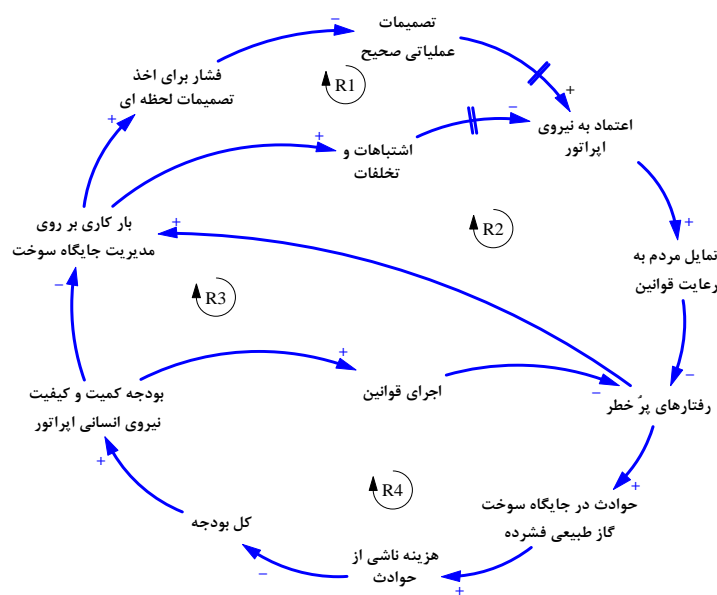 تصمیمات
عملیاتی صحیح
فشار برای اخذ
تصمیمات لحظه ای
R1
اعتماد به نیروی
اپراتور
اشتباهات و
تخلفات
بار کاری بر روی
مدیریت جایگاه سوخت
R2
تمایل مردم به
رعایت قوانین
R3
بودجه کمیت و کیفیت
نیروی انسانی اپراتور
اجرای قوانین
رفتارهای پرُ خطر
R4
حوادث در جایگاه سوخت
گاز طبیعی فشرده
کل بودجه
هزینه ناشی از
حوادث